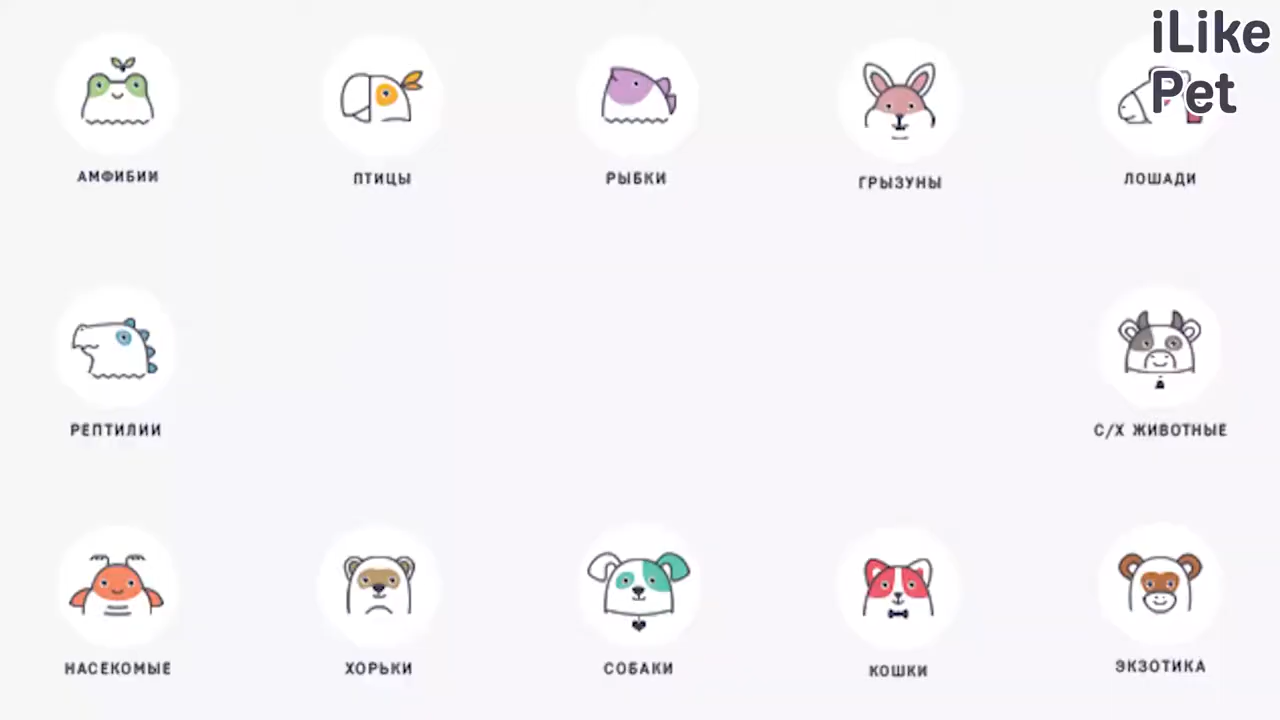 iLike
Pet
АМФИБИИ
ПТИЦЫ
РЫБКИ
ГРЫЗУНЫ
ЛОШАДИ
РЕПТИЛИИ
С/Х ЖИВОТНЫЕ
НАСЕКОМЫЕ
ХОРЬКИ
СОБАКИ
КОШКИ
ЭКЗОТИКА